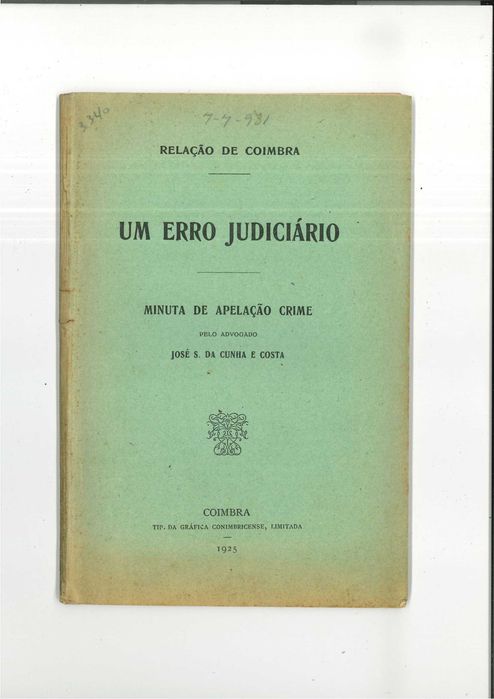 3340
7-7-931
RELAÇÃO DE COIMBRA
UM ERRO JUDICIÁRIO
MINUTA DE APELAÇÃO CRIME
PELO ADVOGADO
JOSÉ S. DA CUNHA E COSTA
COIMBRA
TIP. DA GRÁFICA CONIMBRICENSE, LIMITADA
1925